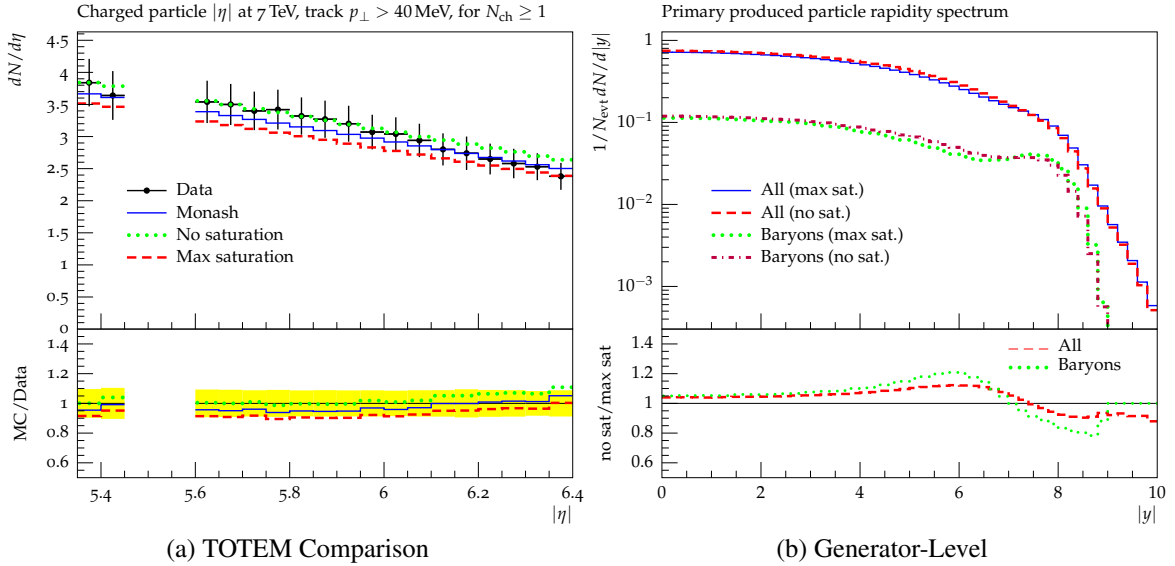 Charged particle |η| at 7 TeV, track p⊥ > 40 MeV, for Nch ≥ 1
dN/dη
4.5
4
3.5
3
2.5
2
1.5
1
0.5
0
Data
Monash
No saturation
Max saturation
MC/Data
1.4
1.2
1
0.8
0.6
5.4
5.6
5.8
6
6.2
6.4
|η|
(a) TOTEM Comparison
Primary produced particle rapidity spectrum
1/Nevt dN/d|y|
1
10−1
10−2
10−3
All (max sat.)
All (no sat.)
Baryons (max sat.)
Baryons (no sat.)
no sat/max sat
1.4
1.2
1
0.8
0.6
All
Baryons
0
2
4
6
8
10
|y|
(b) Generator-Level